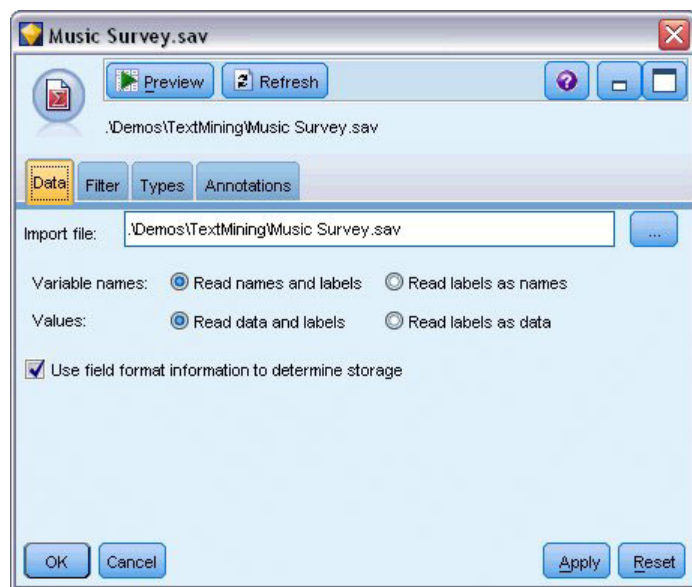 Music Survey.sav
Preview Refresh
.\Demos\TextMining\Music Survey.sav
Data Filter Types Annotations
Import file: .\Demos\TextMining\Music Survey.sav ...
Variable names: Read names and labels Read labels as names
Values: Read data and labels Read labels as data
Use field format information to determine storage
OK Cancel Apply Reset